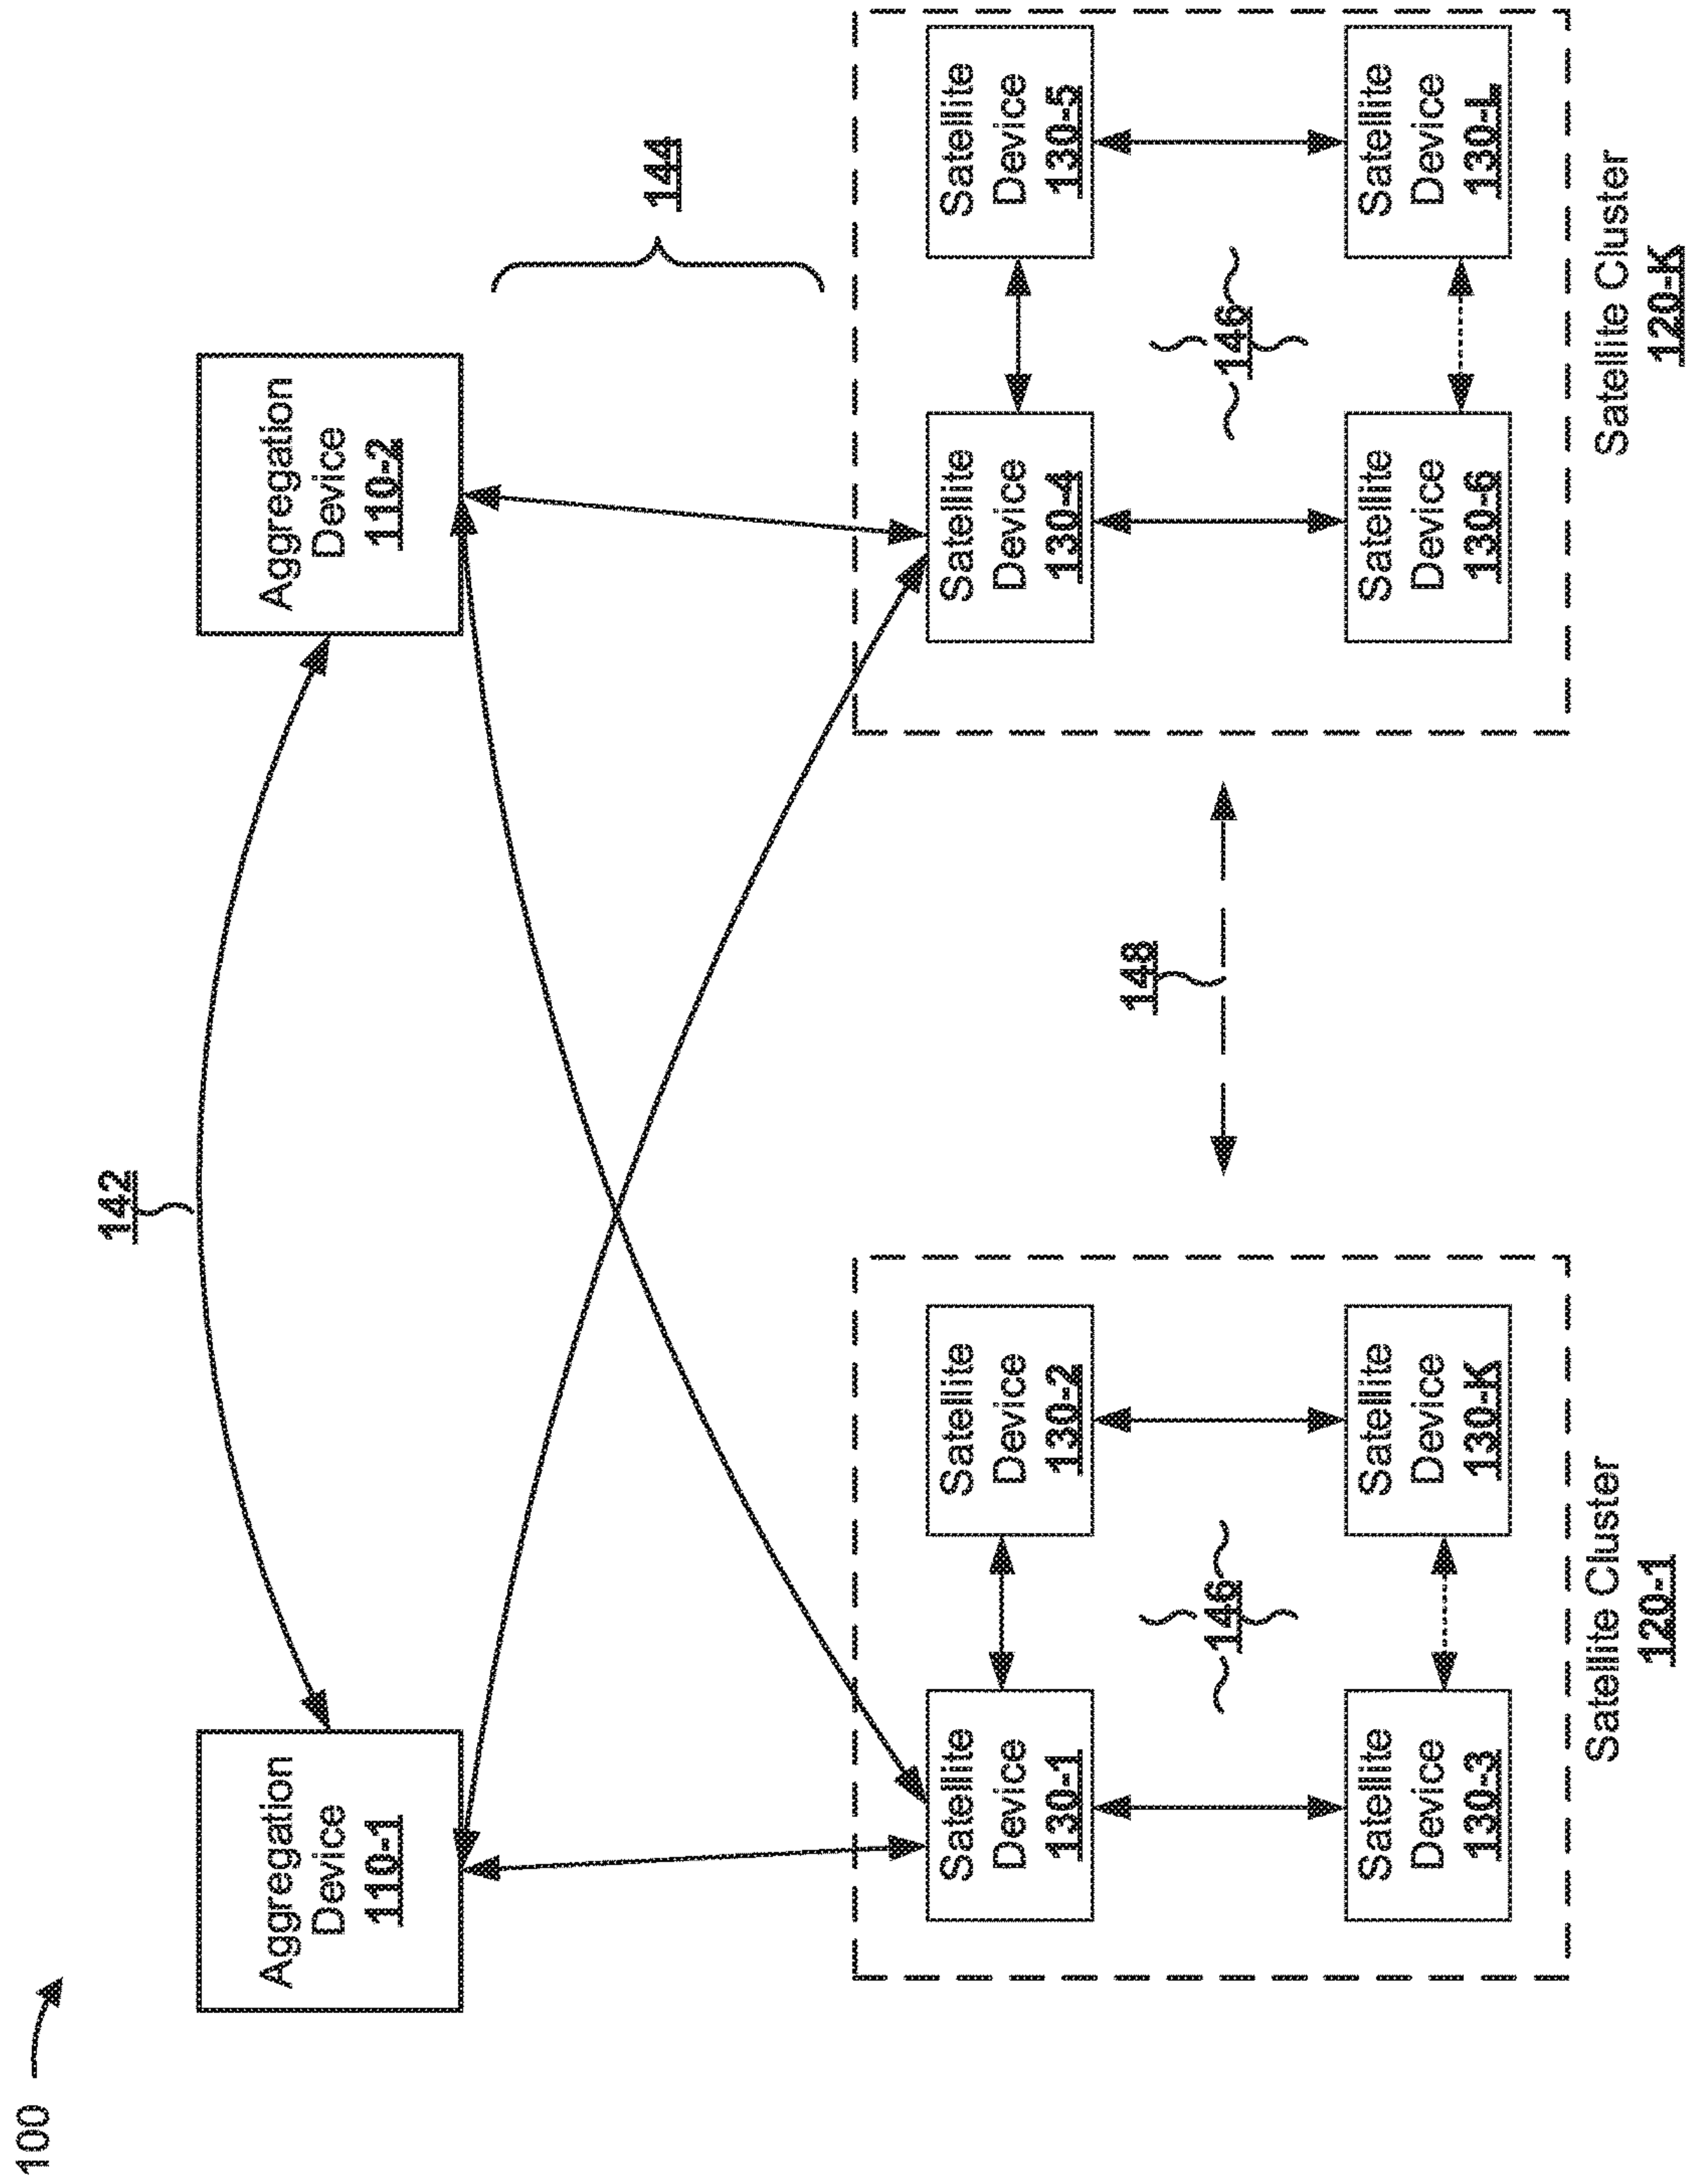 100
142
Aggregation
Device
110-1
Aggregation
Device
110-2
144
Satellite
Device
130-1
Satellite
Device
130-2
Satellite
Device
130-4
Satellite
Device
130-5
148
146
146
Satellite
Device
130-3
Satellite
Device
130-K
Satellite
Device
130-6
Satellite
Device
130-L
Satellite Cluster
120-1
Satellite Cluster
120-K